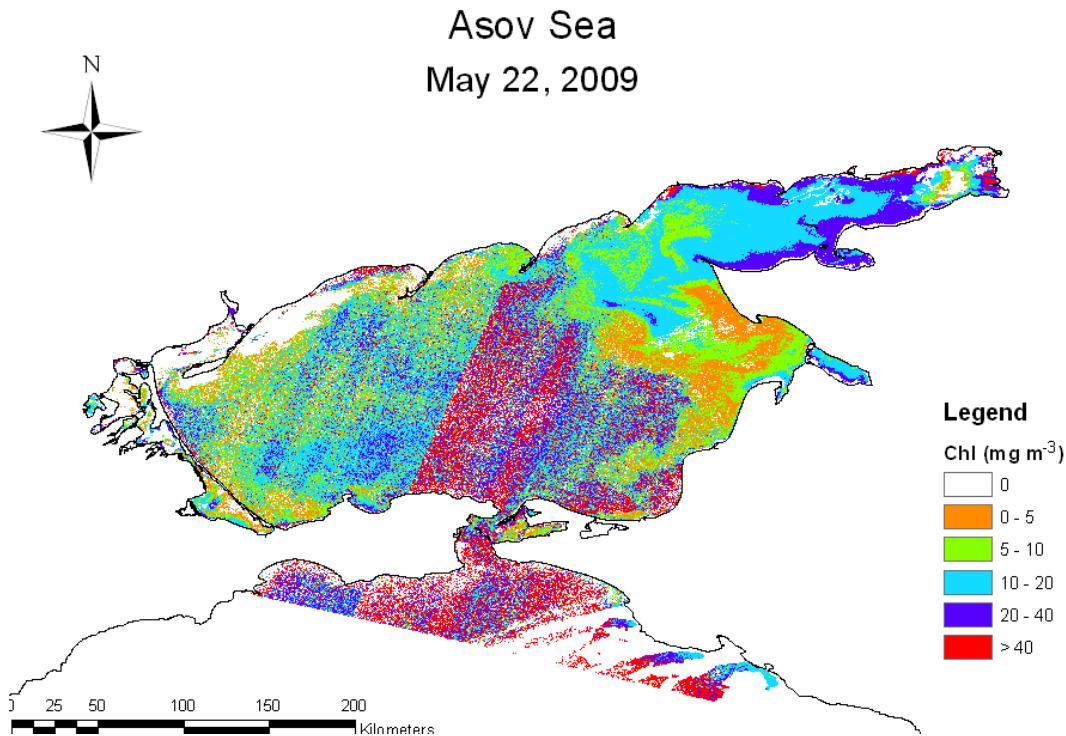 Asov Sea
May 22, 2009
N
Legend
Chl (mg m-3)
0
0 - 5
5 - 10
10 - 20
20 - 40
> 40
0 25 50 100 150 200
Kilometers